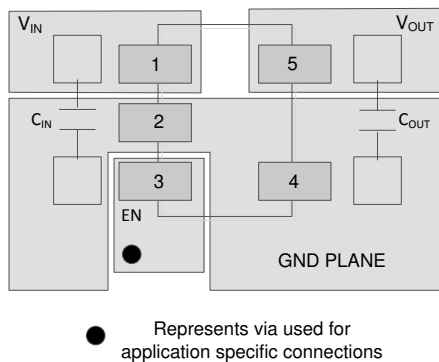 VIN
VOUT
1
5
CIN
2
COUT
3
4
EN
GND PLANE
Represents via used for
application specific connections